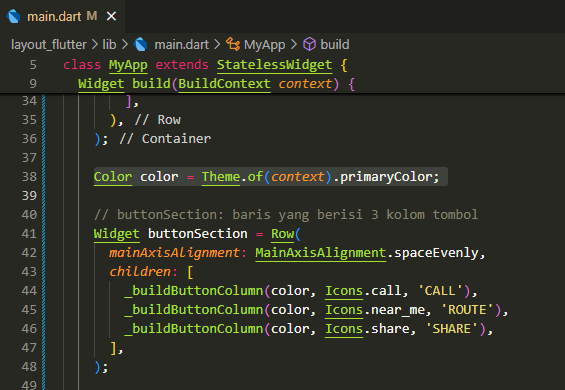 main.dart M
layout_flutter > lib > main.dart > MyApp > build
5 class MyApp extends StatelessWidget {
9 Widget build(BuildContext context) {
34 ],
35 ), // Row
36 ); // Container
37
38 Color color = Theme.of(context).primaryColor;
39
40 // buttonSection: baris yang berisi 3 kolom tombol
41 Widget buttonSection = Row(
42 mainAxisAlignment: MainAxisAlignment.spaceEvenly,
43 children: [
44 _buildButtonColumn(color, Icons.call, 'CALL'),
45 _buildButtonColumn(color, Icons.near_me, 'ROUTE'),
46 _buildButtonColumn(color, Icons.share, 'SHARE'),
47 ],
48 );
49